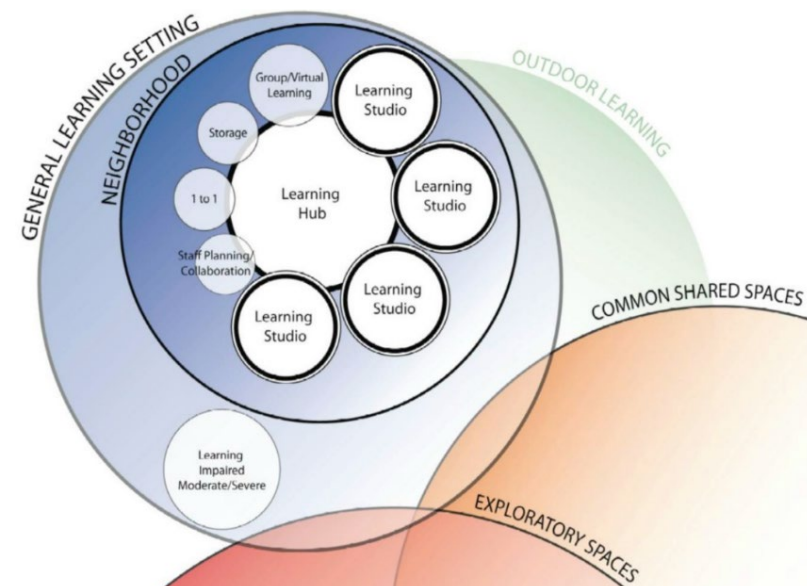 GENERAL LEARNING SETTING
NEIGHBORHOOD
OUTDOOR LEARNING
Group/Virtual
Learning
Learning
Studio
Storage
1 to 1
Learning
Hub
Learning
Studio
Staff Planning/
Collaboration
Learning
Studio
Learning
Studio
COMMON SHARED SPACES
Learning
Impaired
Moderate/Severe
EXPLORATORY SPACES